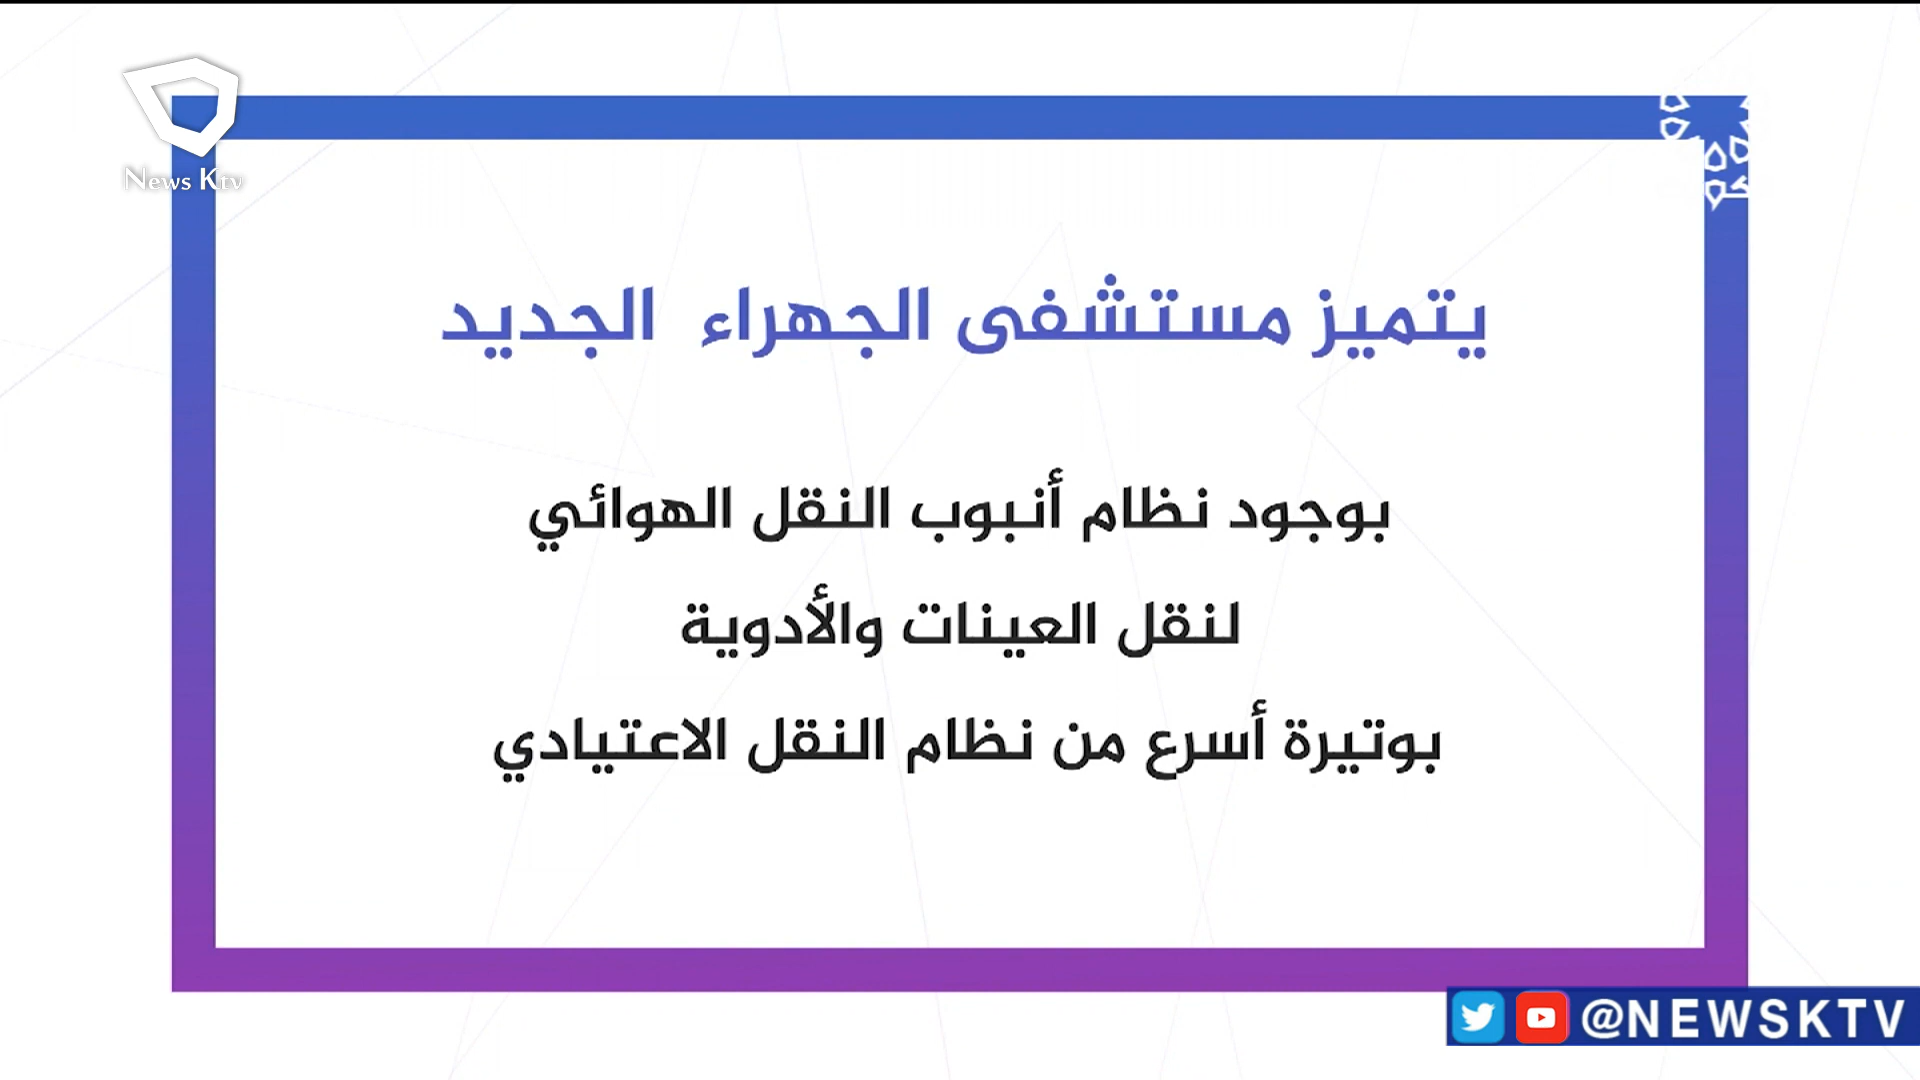 News Ktv
يتميز مستشفى الجهراء الجديد
بوجود نظام أنبوب النقل الهوائي
لنقل العينات والأدوية
بوتيرة أسرع من نظام النقل الاعتيادي
@NEWSKTV